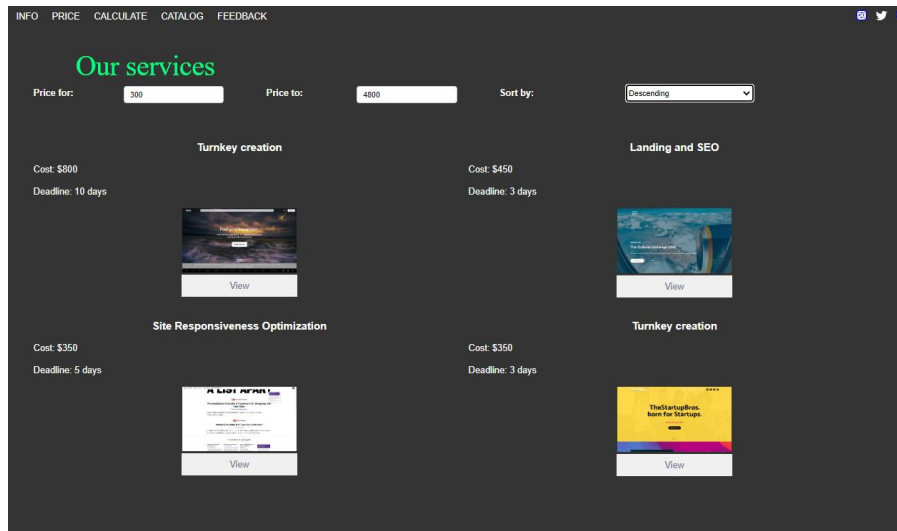 INFO PRICE CALCULATE CATALOG FEEDBACK
Our services
Price for: 300 Price to: 4800 Sort by: Descending
Turnkey creation
Cost: $800
Deadline: 10 days
View
Landing and SEO
Cost: $450
Deadline: 3 days
View
Site Responsiveness Optimization
Cost: $350
Deadline: 5 days
A LIST APART
View
Turnkey creation
Cost: $350
Deadline: 3 days
TheStartupBros.
born for Startups.
View